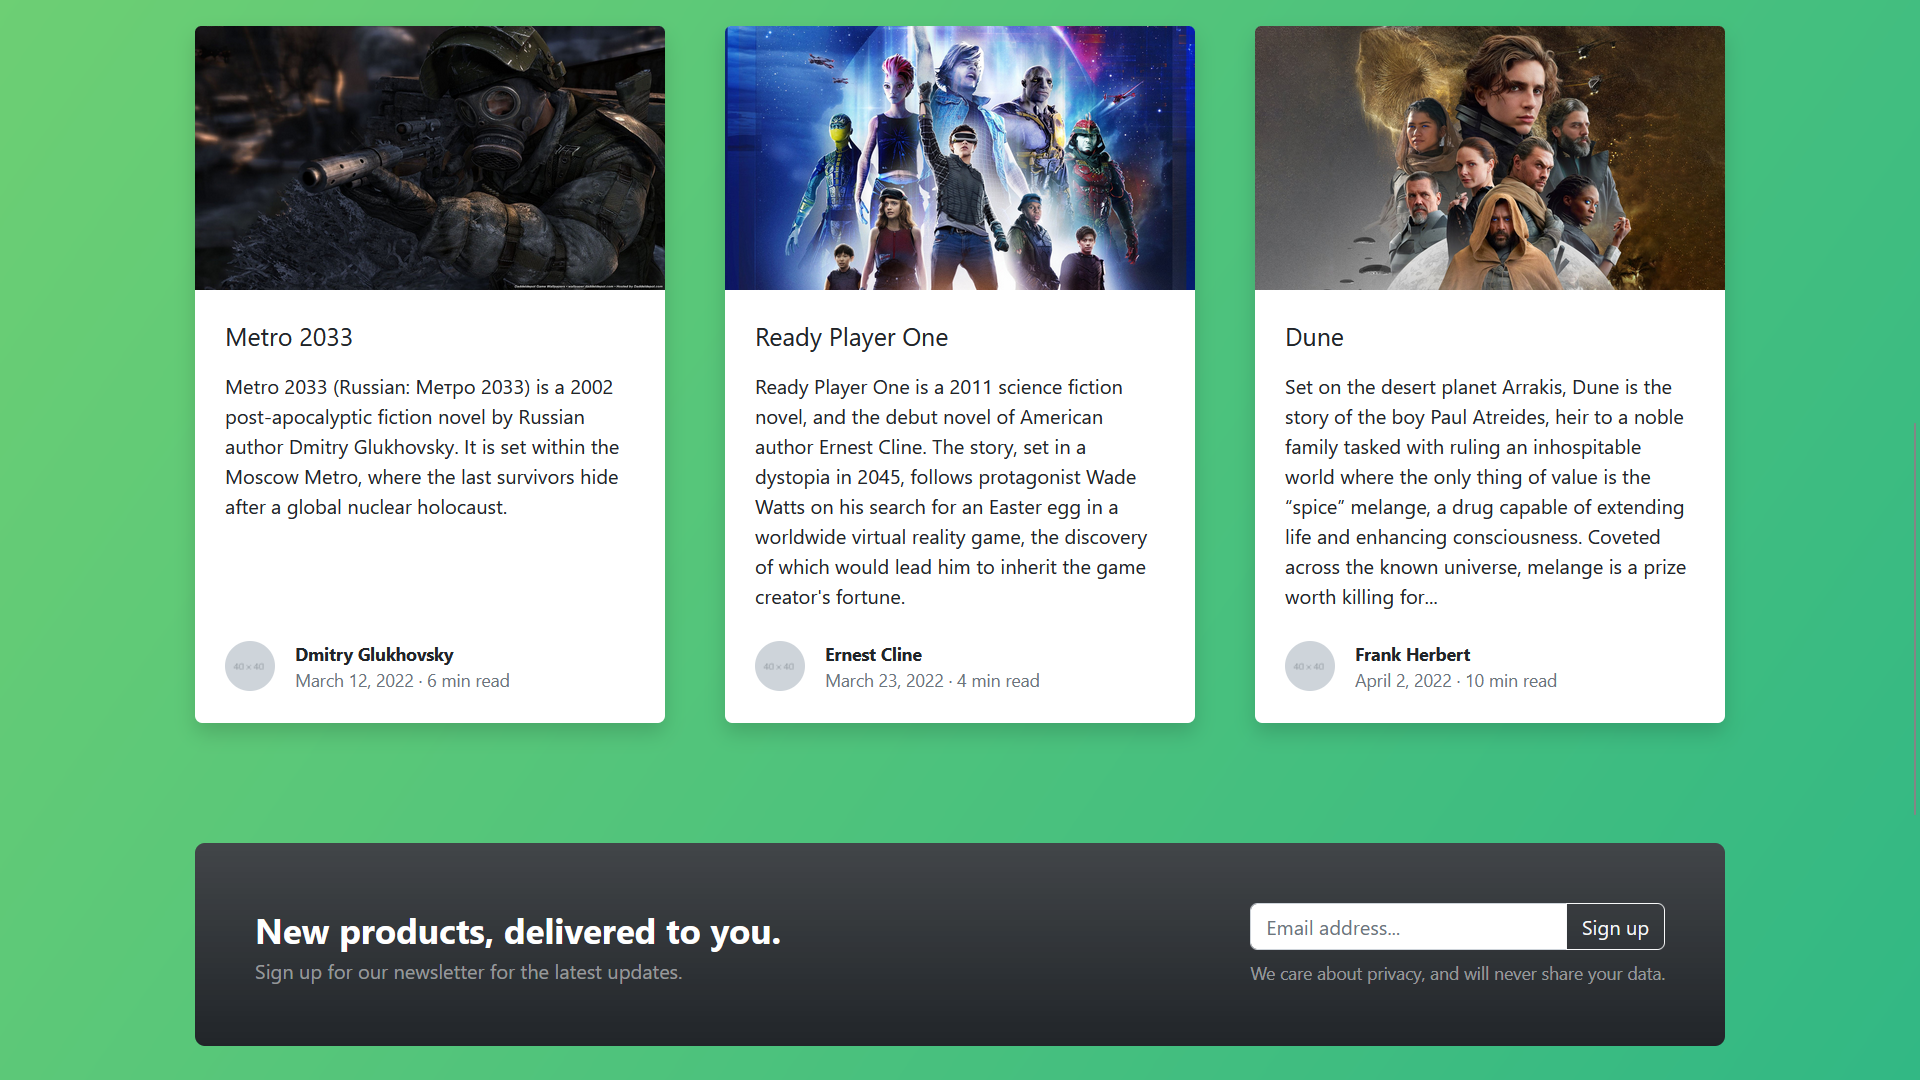 Metro 2033
Metro 2033 (Russian: Метро 2033) is a 2002
post-apocalyptic fiction novel by Russian
author Dmitry Glukhovsky. It is set within the
Moscow Metro, where the last survivors hide
after a global nuclear holocaust.
40 × 40
Dmitry Glukhovsky
March 12, 2022 · 6 min read
Ready Player One
Ready Player One is a 2011 science fiction
novel, and the debut novel of American
author Ernest Cline. The story, set in a
dystopia in 2045, follows protagonist Wade
Watts on his search for an Easter egg in a
worldwide virtual reality game, the discovery
of which would lead him to inherit the game
creator's fortune.
40 × 40
Ernest Cline
March 23, 2022 · 4 min read
Dune
Set on the desert planet Arrakis, Dune is the
story of the boy Paul Atreides, heir to a noble
family tasked with ruling an inhospitable
world where the only thing of value is the
“spice” melange, a drug capable of extending
life and enhancing consciousness. Coveted
across the known universe, melange is a prize
worth killing for...
40 × 40
Frank Herbert
April 2, 2022 · 10 min read
New products, delivered to you.
Sign up for our newsletter for the latest updates.
Email address...
Sign up
We care about privacy, and will never share your data.